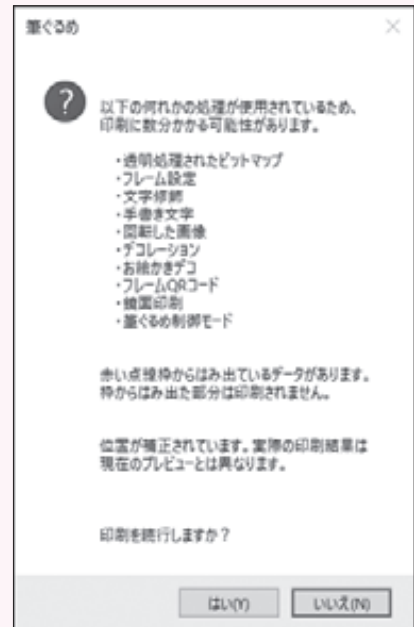 筆ぐるめ
以下の何れかの処理が使用されているため、
印刷に数分かかる可能性があります。
・透明処理されたビットマップ
・フレーム設定
・文字修飾
・手書き文字
・回転した画像
・デコレーション
・お絵かきデコ
・フレームQRコード
・鏡面印刷
・筆ぐるめ制御モード
赤い点線枠からはみ出ているデータがあります。
枠からはみ出た部分は印刷されません。
位置が補正されています。実際の印刷結果は
現在のプレビューとは異なります。
印刷を続行しますか？
はい(Y) いいえ(N)